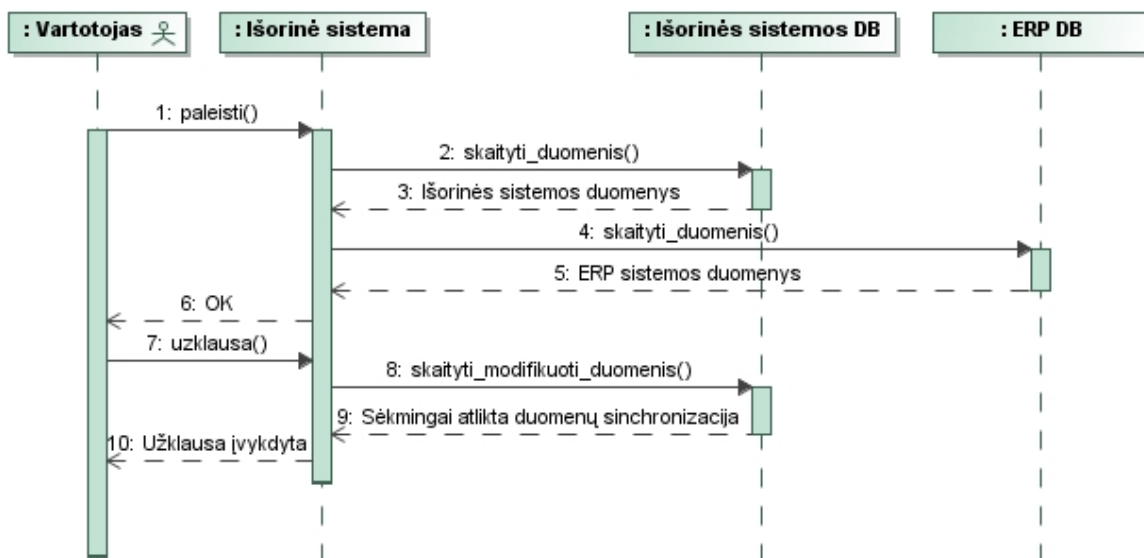 : Vartotojas
: Išorinė sistema
: Išorinės sistemos DB
: ERP DB
1: paleisti()
2: skaityti_duomenis()
3: Išorinės sistemos duomenys
4: skaityti_duomenis()
5: ERP sistemos duomenys
6: OK
7: uzklausa()
8: skaityti_modifikuoti_duomenis()
9: Sėkmingai atlikta duomenų sinchronizacija
10: Užklausa įvykdyta